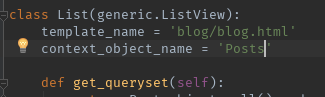 class List(generic.ListView):
    template_name = 'blog/blog.html'
    context_object_name = 'Posts'
    def get_queryset(self):